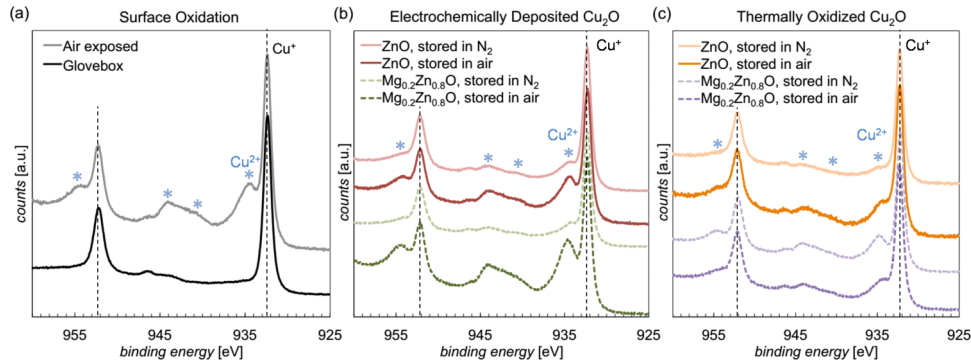 (a) Surface Oxidation
Air exposed
Glovebox
Cu⁺
Cu²⁺
*
*
*
*
counts [a.u.]
955 945 935 925
binding energy [eV]
(b) Electrochemically Deposited Cu₂O
ZnO, stored in N₂
ZnO, stored in air
Mg₀.₂Zn₀.₈O, stored in N₂
Mg₀.₂Zn₀.₈O, stored in air
Cu⁺
Cu²⁺
*
*
*
*
counts [a.u.]
955 945 935 925
binding energy [eV]
(c) Thermally Oxidized Cu₂O
ZnO, stored in N₂
ZnO, stored in air
Mg₀.₂Zn₀.₈O, stored in N₂
Mg₀.₂Zn₀.₈O, stored in air
Cu⁺
Cu²⁺
*
*
*
*
counts [a.u.]
955 945 935 925
binding energy [eV]